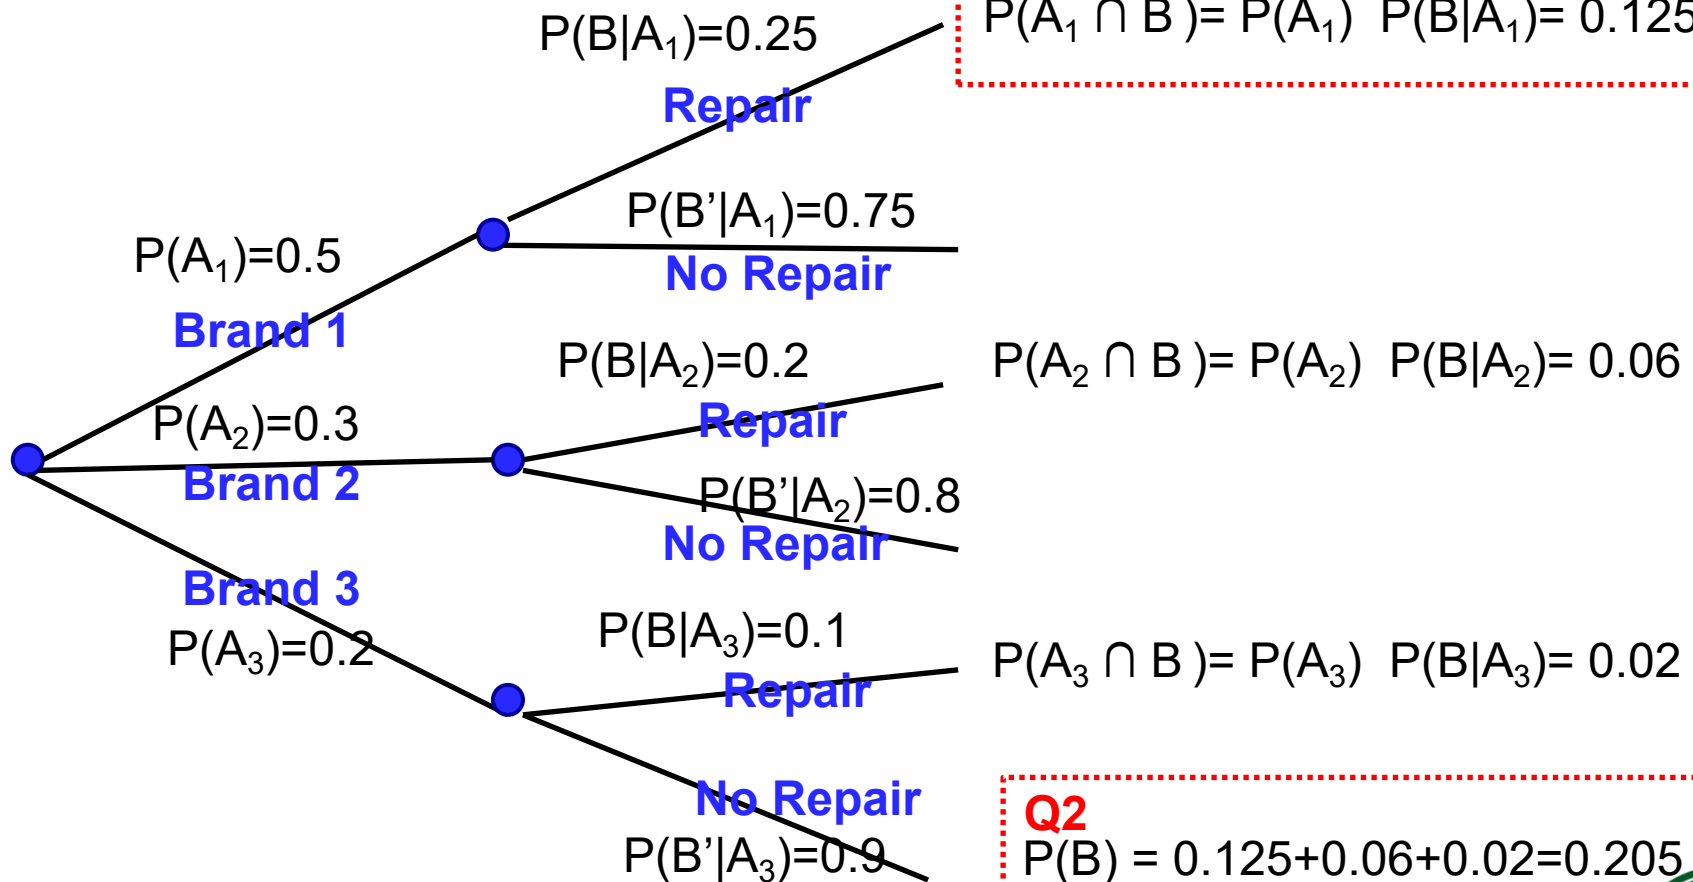 P(A₁ ∩ B )= P(A₁) P(B|A₁)= 0.125
P(B|A₁)=0.25
Repair
P(B’|A₁)=0.75
No Repair
P(A₁)=0.5
Brand 1
P(B|A₂)=0.2
P(A₂ ∩ B )= P(A₂) P(B|A₂)= 0.06
Repair
P(A₂)=0.3
Brand 2
P(B’|A₂)=0.8
No Repair
Brand 3
P(A₃)=0.2
P(B|A₃)=0.1
P(A₃ ∩ B )= P(A₃) P(B|A₃)= 0.02
Repair
No Repair
P(B’|A₃)=0.9
Q2
P(B) = 0.125+0.06+0.02=0.205